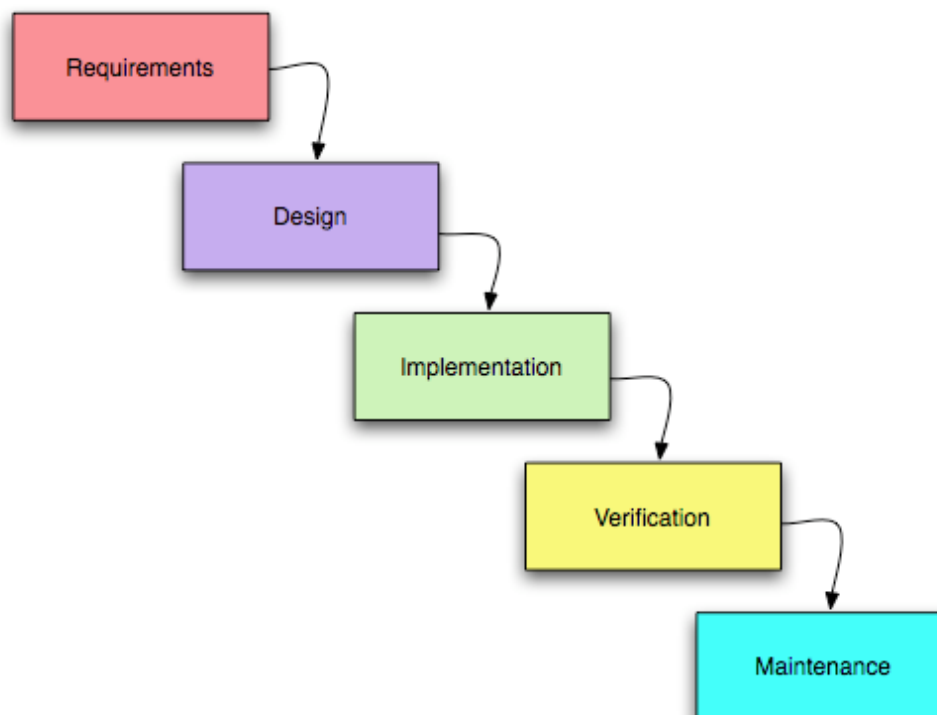 Requirements
Design
Implementation
Verification
Maintenance